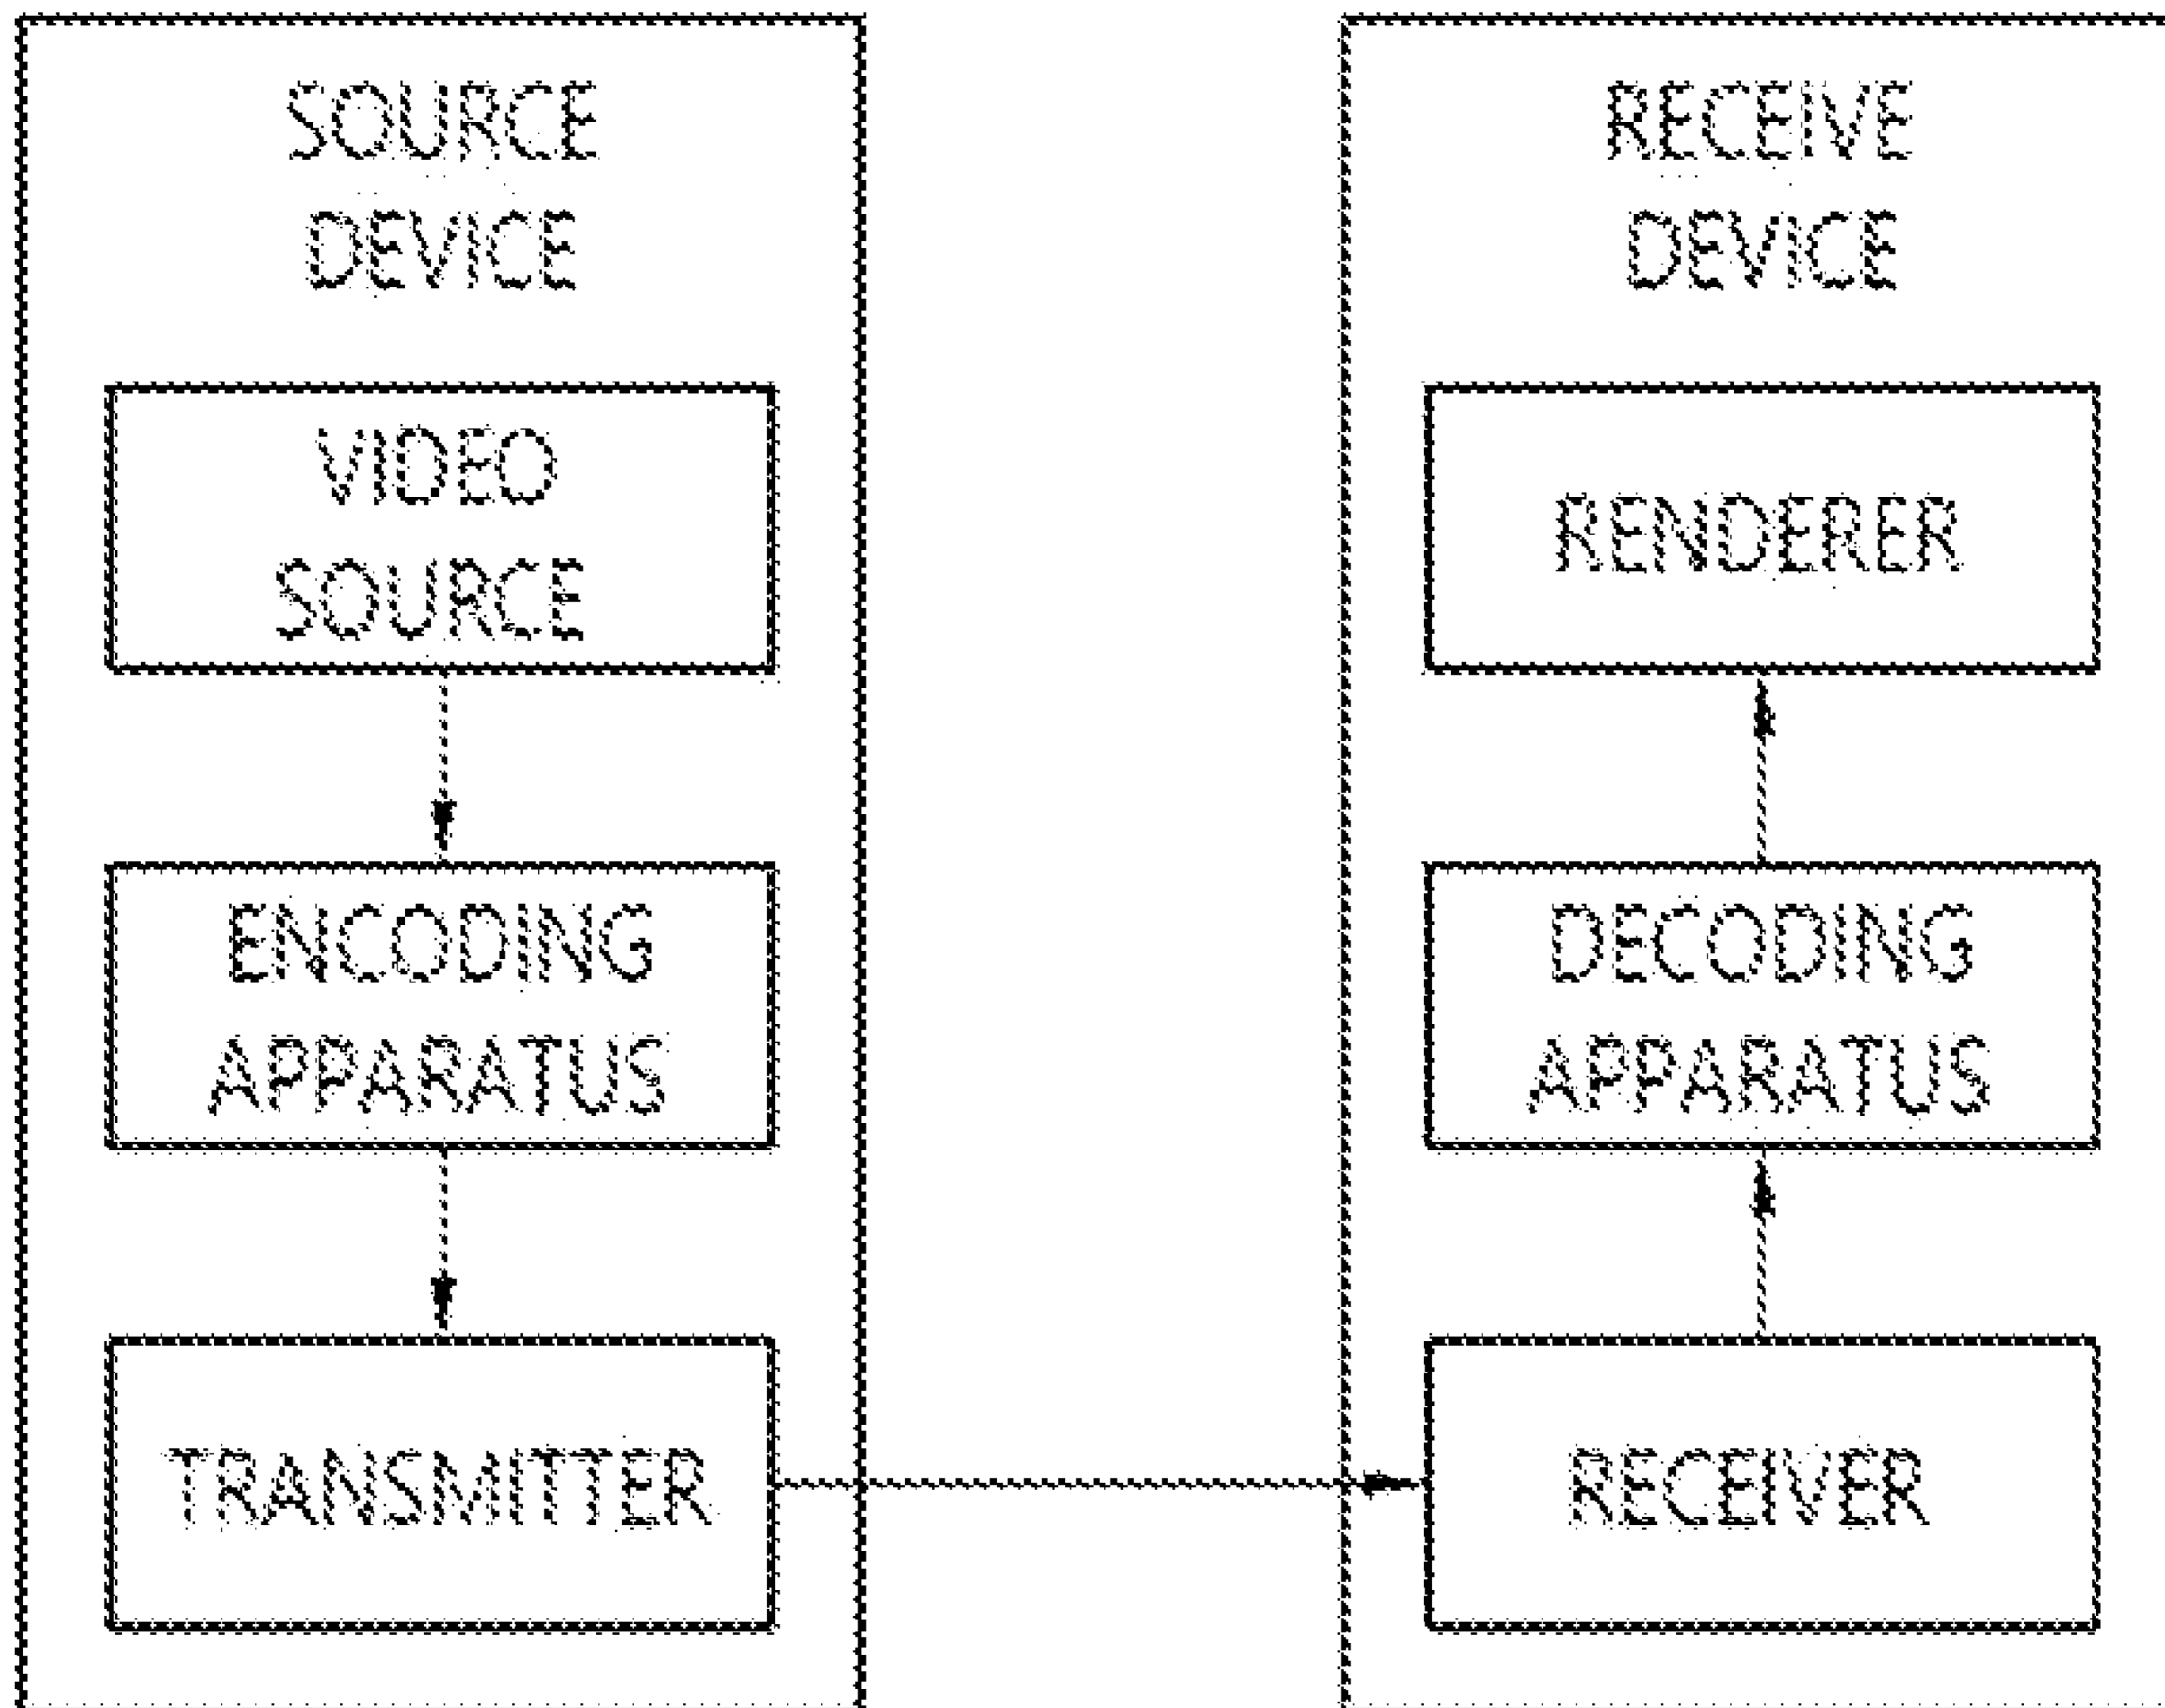 SOURCE
DEVICE
VIDEO
SOURCE
ENCODING
APPARATUS
TRANSMITTER
RECEIVE
DEVICE
RENDERER
DECODING
APPARATUS
RECEIVER